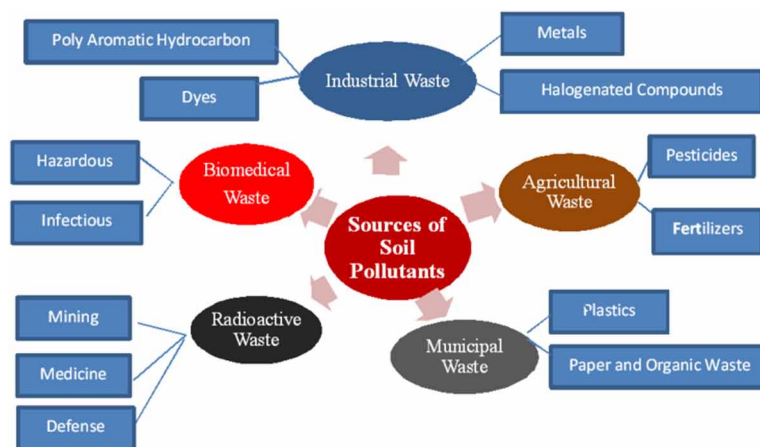 Poly Aromatic Hydrocarbon
Metals
Industrial Waste
Dyes
Halogenated Compounds
Hazardous
Biomedical
Waste
Pesticides
Agricultural
Waste
Infectious
Sources of
Soil
Pollutants
Fertilizers
Mining
Radioactive
Waste
Plastics
Municipal
Waste
Medicine
Paper and Organic Waste
Defense